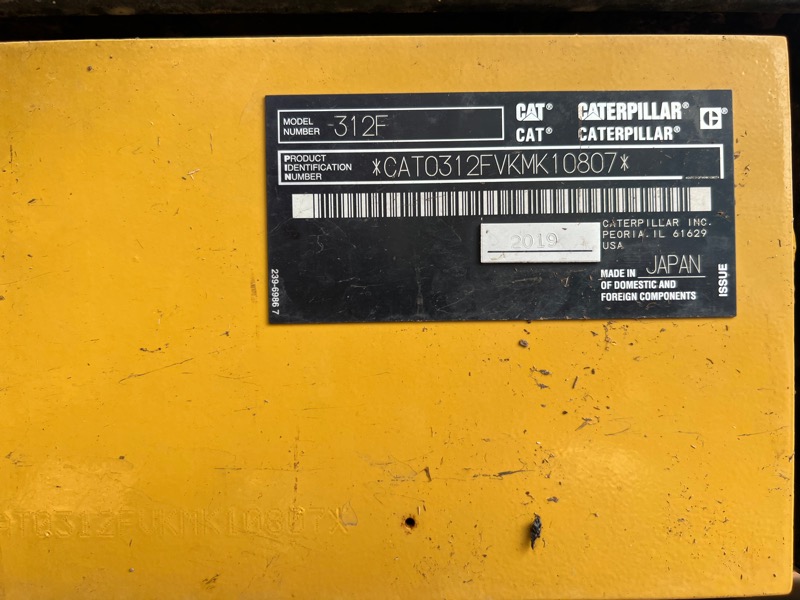 MODEL NUMBER -312F
CAT® CATERPILLAR®
CAT® CATERPILLAR®
PRODUCT IDENTIFICATION NUMBER *CAT0312FVKMK10807*
CATERPILLAR INC.
PEORIA, IL 61629
USA
2019
MADE IN JAPAN
OF DOMESTIC AND
FOREIGN COMPONENTS
ISSUE
239-6986 7
AT0312FVKMK10807*